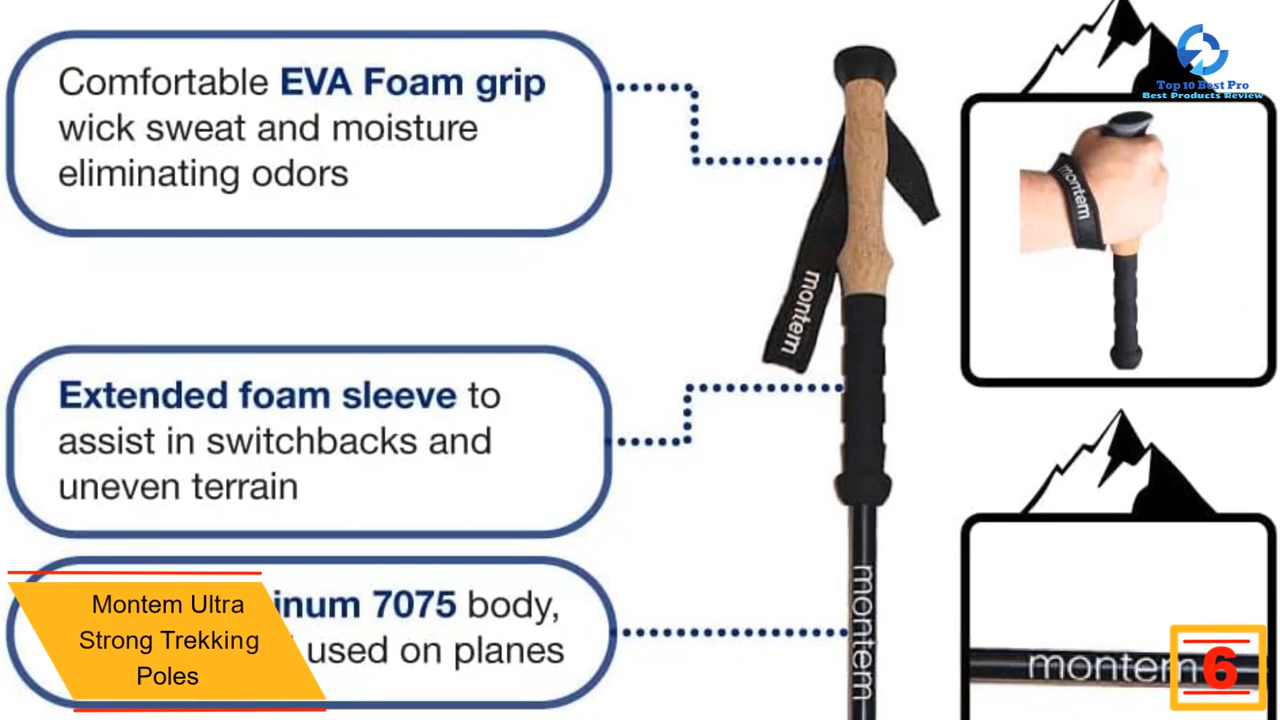 Comfortable EVA Foam grip
wick sweat and moisture
eliminating odors
Extended foam sleeve to
assist in switchbacks and
uneven terrain
inum 7075 body,
used on planes
Montem Ultra
Strong Trekking
Poles
montem
montem
montem
montem
Top 10 Best Pro
Best Products Review
6